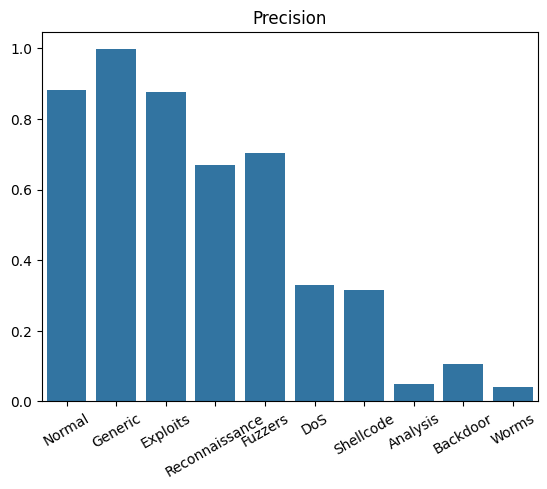 Precision
1.0
0.8
0.6
0.4
0.2
0.0
Normal
Generic
Exploits
Reconnaissance
Fuzzers
DoS
Shellcode
Analysis
Backdoor
Worms